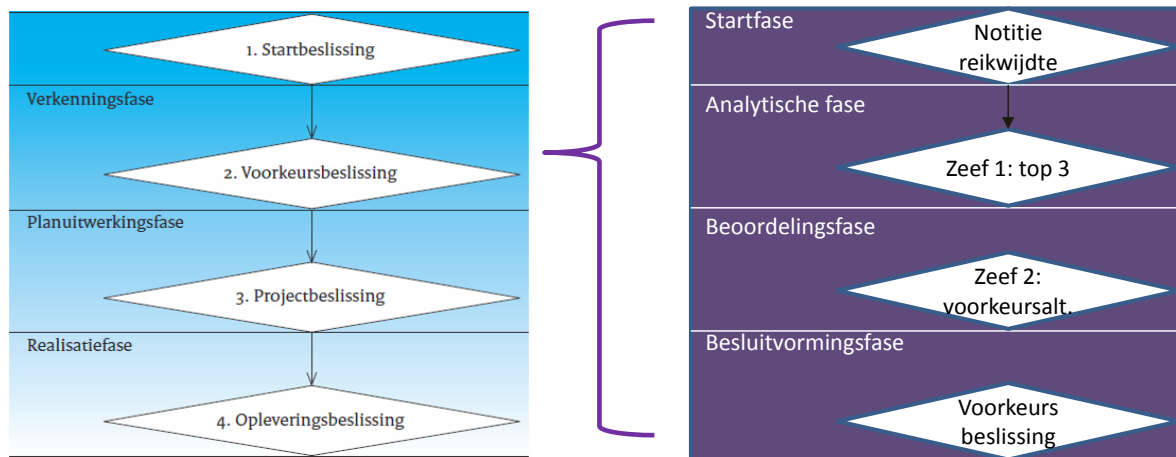 1. Startbeslissing
Verkenningsfase
2. Voorkeursbeslissing
Planuitwerkingsfase
3. Projectbeslissing
Realisatiefase
4. Opleveringsbeslissing
Startfase
Notitie
reikwijdte
Analytische fase
Zeef 1: top 3
Beoordelingsfase
Zeef 2:
voorkeursalt.
Besluitvormingsfase
Voorkeurs
beslissing